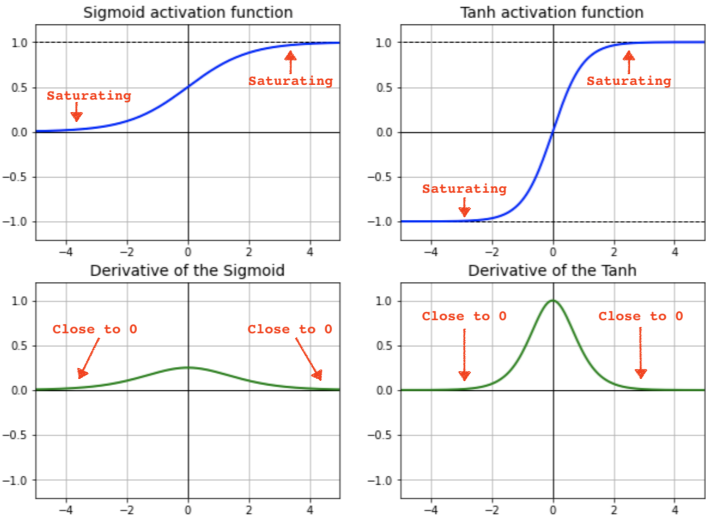 Sigmoid activation function
1.0
0.5
0.0
−0.5
−1.0
Saturating
Saturating
−4 −2 0 2 4
Tanh activation function
1.0
0.5
0.0
−0.5
−1.0
Saturating
Saturating
−4 −2 0 2 4
Derivative of the Sigmoid
1.0
0.5
0.0
−0.5
−1.0
Close to 0
Close to 0
−4 −2 0 2 4
Derivative of the Tanh
1.0
0.5
0.0
−0.5
−1.0
Close to 0
Close to 0
−4 −2 0 2 4